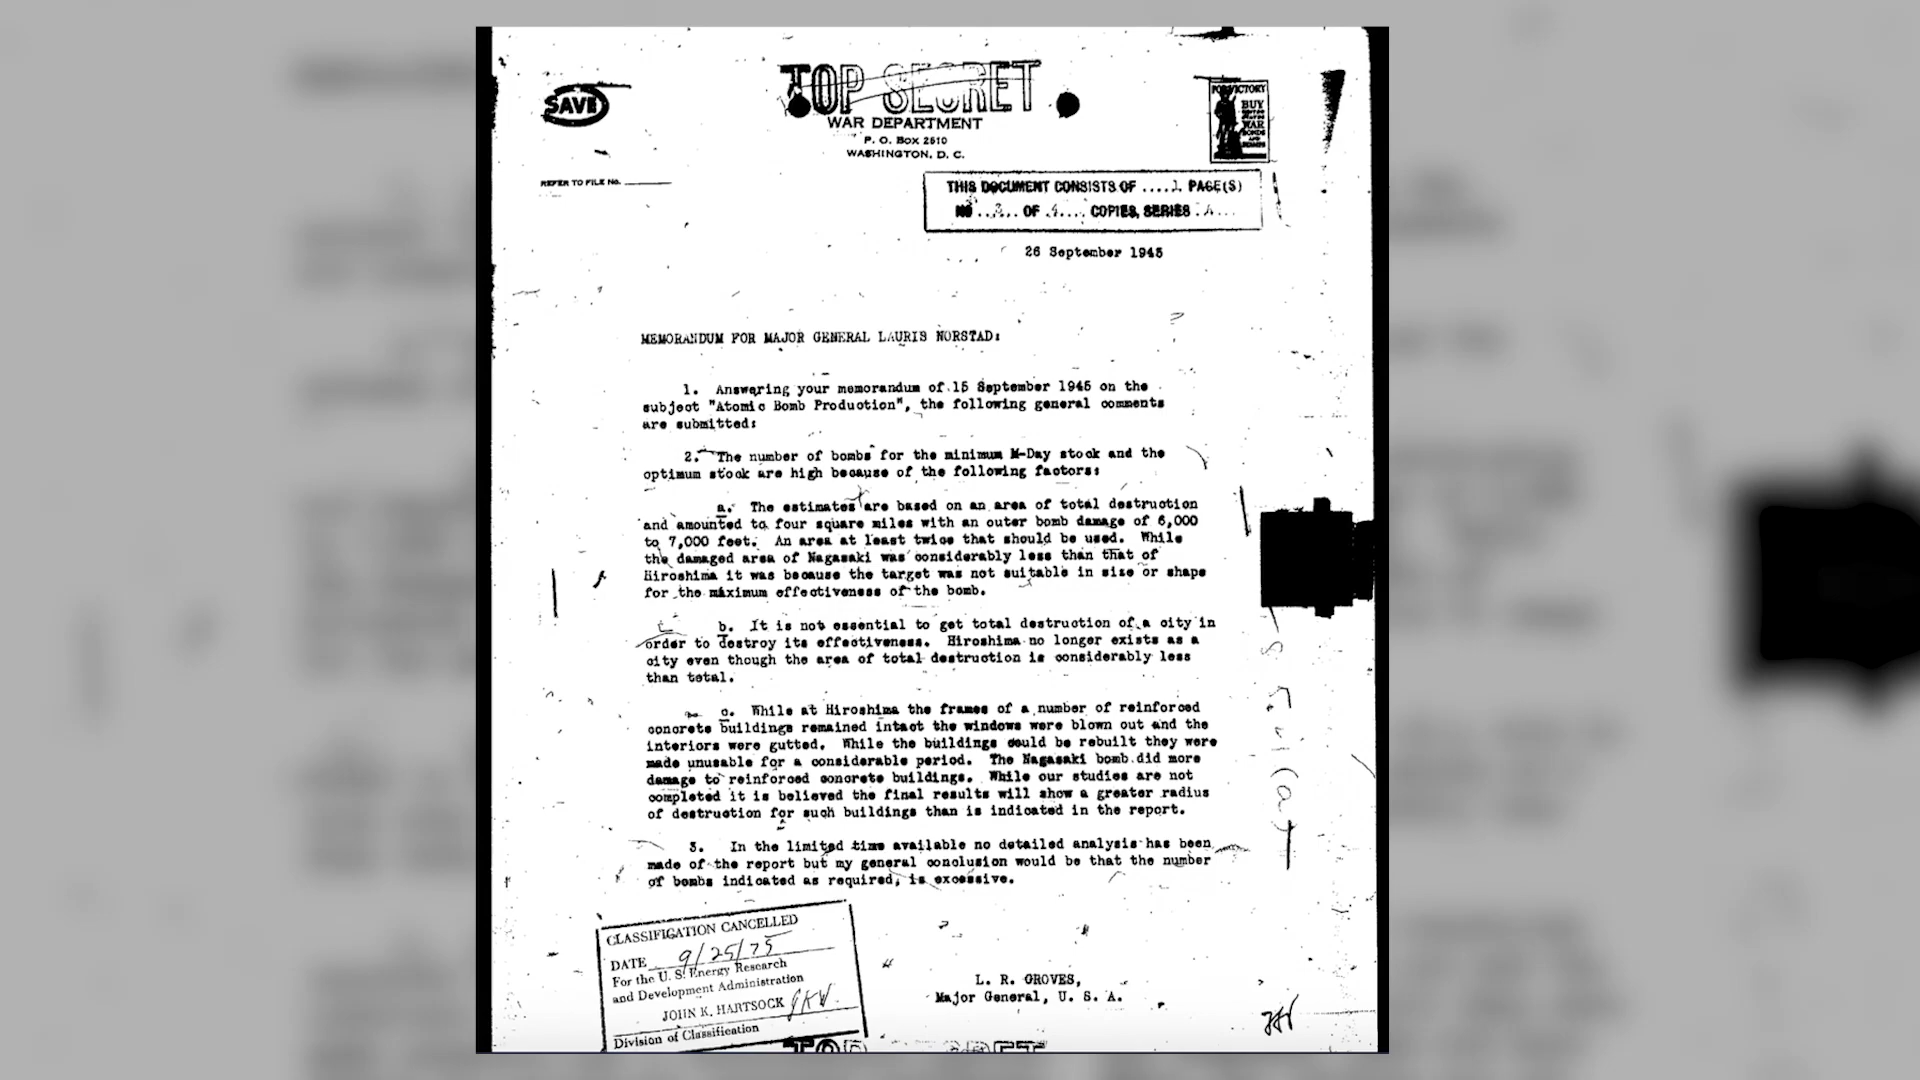 TOP SECRET
SAVE
WAR DEPARTMENT
P. O. Box 2610
WASHINGTON, D. C.
FOR VICTORY
BUY
UNITED
STATES
WAR
BONDS
AND
STAMPS
REFER TO FILE No.
THIS DOCUMENT CONSISTS OF ....1 PAGE(S)
NO ..3... OF .4.... COPIES, SERIES .A...
26 September 1945
MEMORANDUM FOR MAJOR GENERAL LAURIS NORSTAD:
1. Answering your memorandum of 15 September 1945 on the
subject "Atomic Bomb Production", the following general comments
are submitted:
2. The number of bombs for the minimum M-Day stock and the
optimum stock are high because of the following factors:
a. The estimates are based on an area of total destruction
and amounted to four square miles with an outer bomb damage of 6,000
to 7,000 feet. An area at least twice that should be used. While
the damaged area of Nagasaki was considerably less than that of
Hiroshima it was because the target was not suitable in size or shape
for the maximum effectiveness of the bomb.
b. It is not essential to get total destruction of a city in
order to destroy its effectiveness. Hiroshima no longer exists as a
city even though the area of total destruction is considerably less
than total.
c. While at Hiroshima the frames of a number of reinforced
concrete buildings remained intact the windows were blown out and the
interiors were gutted. While the buildings could be rebuilt they were
made unusable for a considerable period. The Nagasaki bomb did more
damage to reinforced concrete buildings. While our studies are not
completed it is believed the final results will show a greater radius
of destruction for such buildings than is indicated in the report.
3. In the limited time available no detailed analysis has been
made of the report but my general conclusion would be that the number
of bombs indicated as required, is excessive.
CLASSIFICATION CANCELLED
DATE 9/25/75
For the U. S. Energy Research
and Development Administration
JOHN K. HARTSOCK
Division of Classification
L. R. GROVES,
Major General, U. S. A.
TOP SECRET